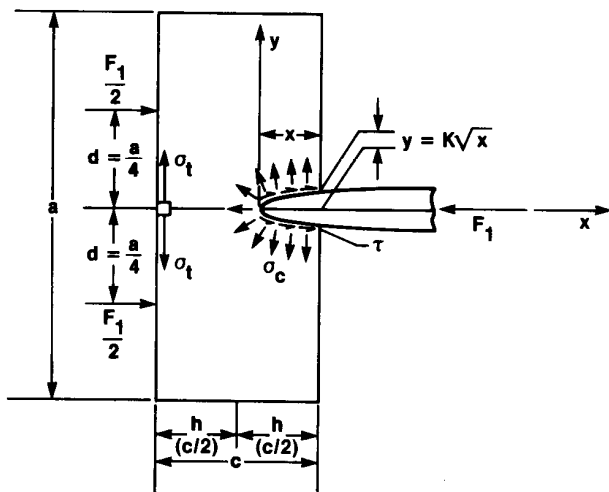 y
F₁
2
x
y = K√x
d = a/4
σt
a
F₁
x
d = a/4
σt
σc
τ
F₁
2
h
(c/2)
h
(c/2)
c